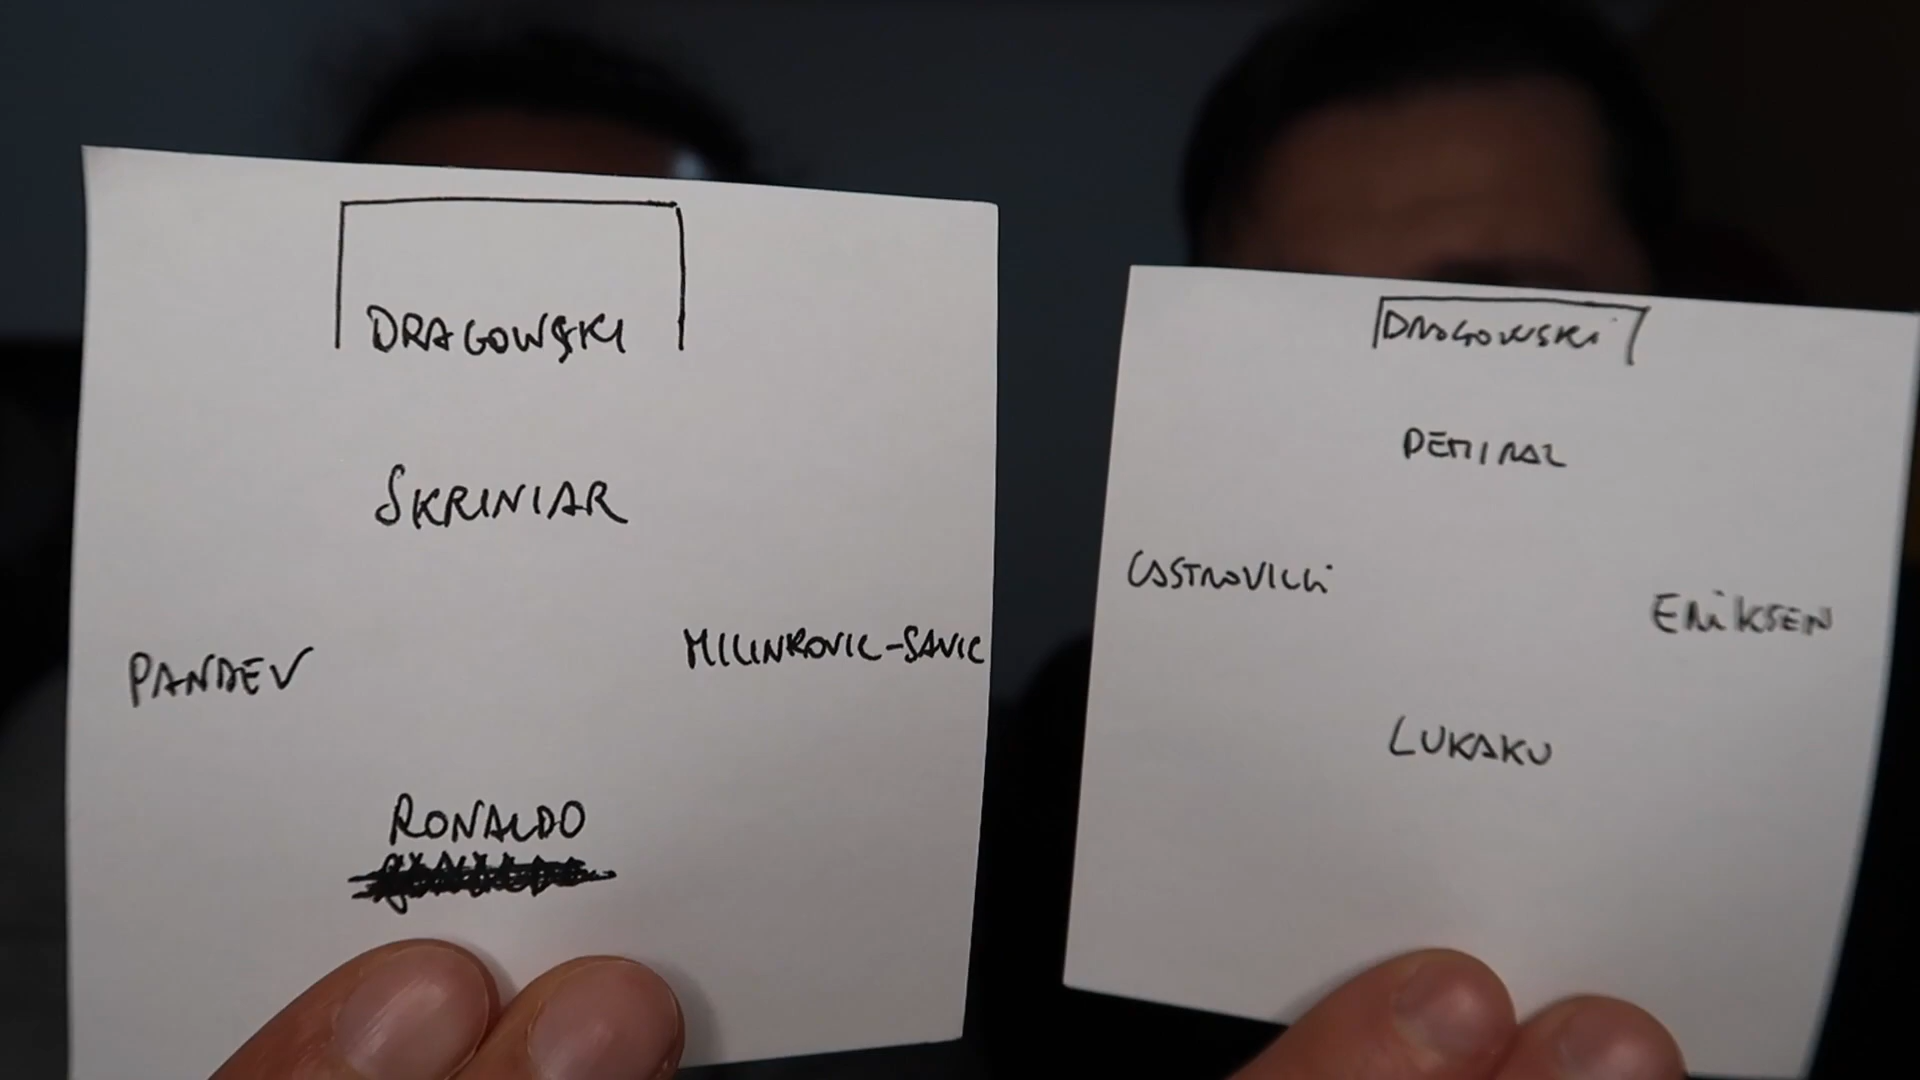 DRAGOWSKI
SKRINIAR
PANDEV
MILINKOVIC-SAVIC
RONALDO
DRAGOWSKI
DEMIRAL
CASTROVILLI
ERIKSEN
LUKAKU